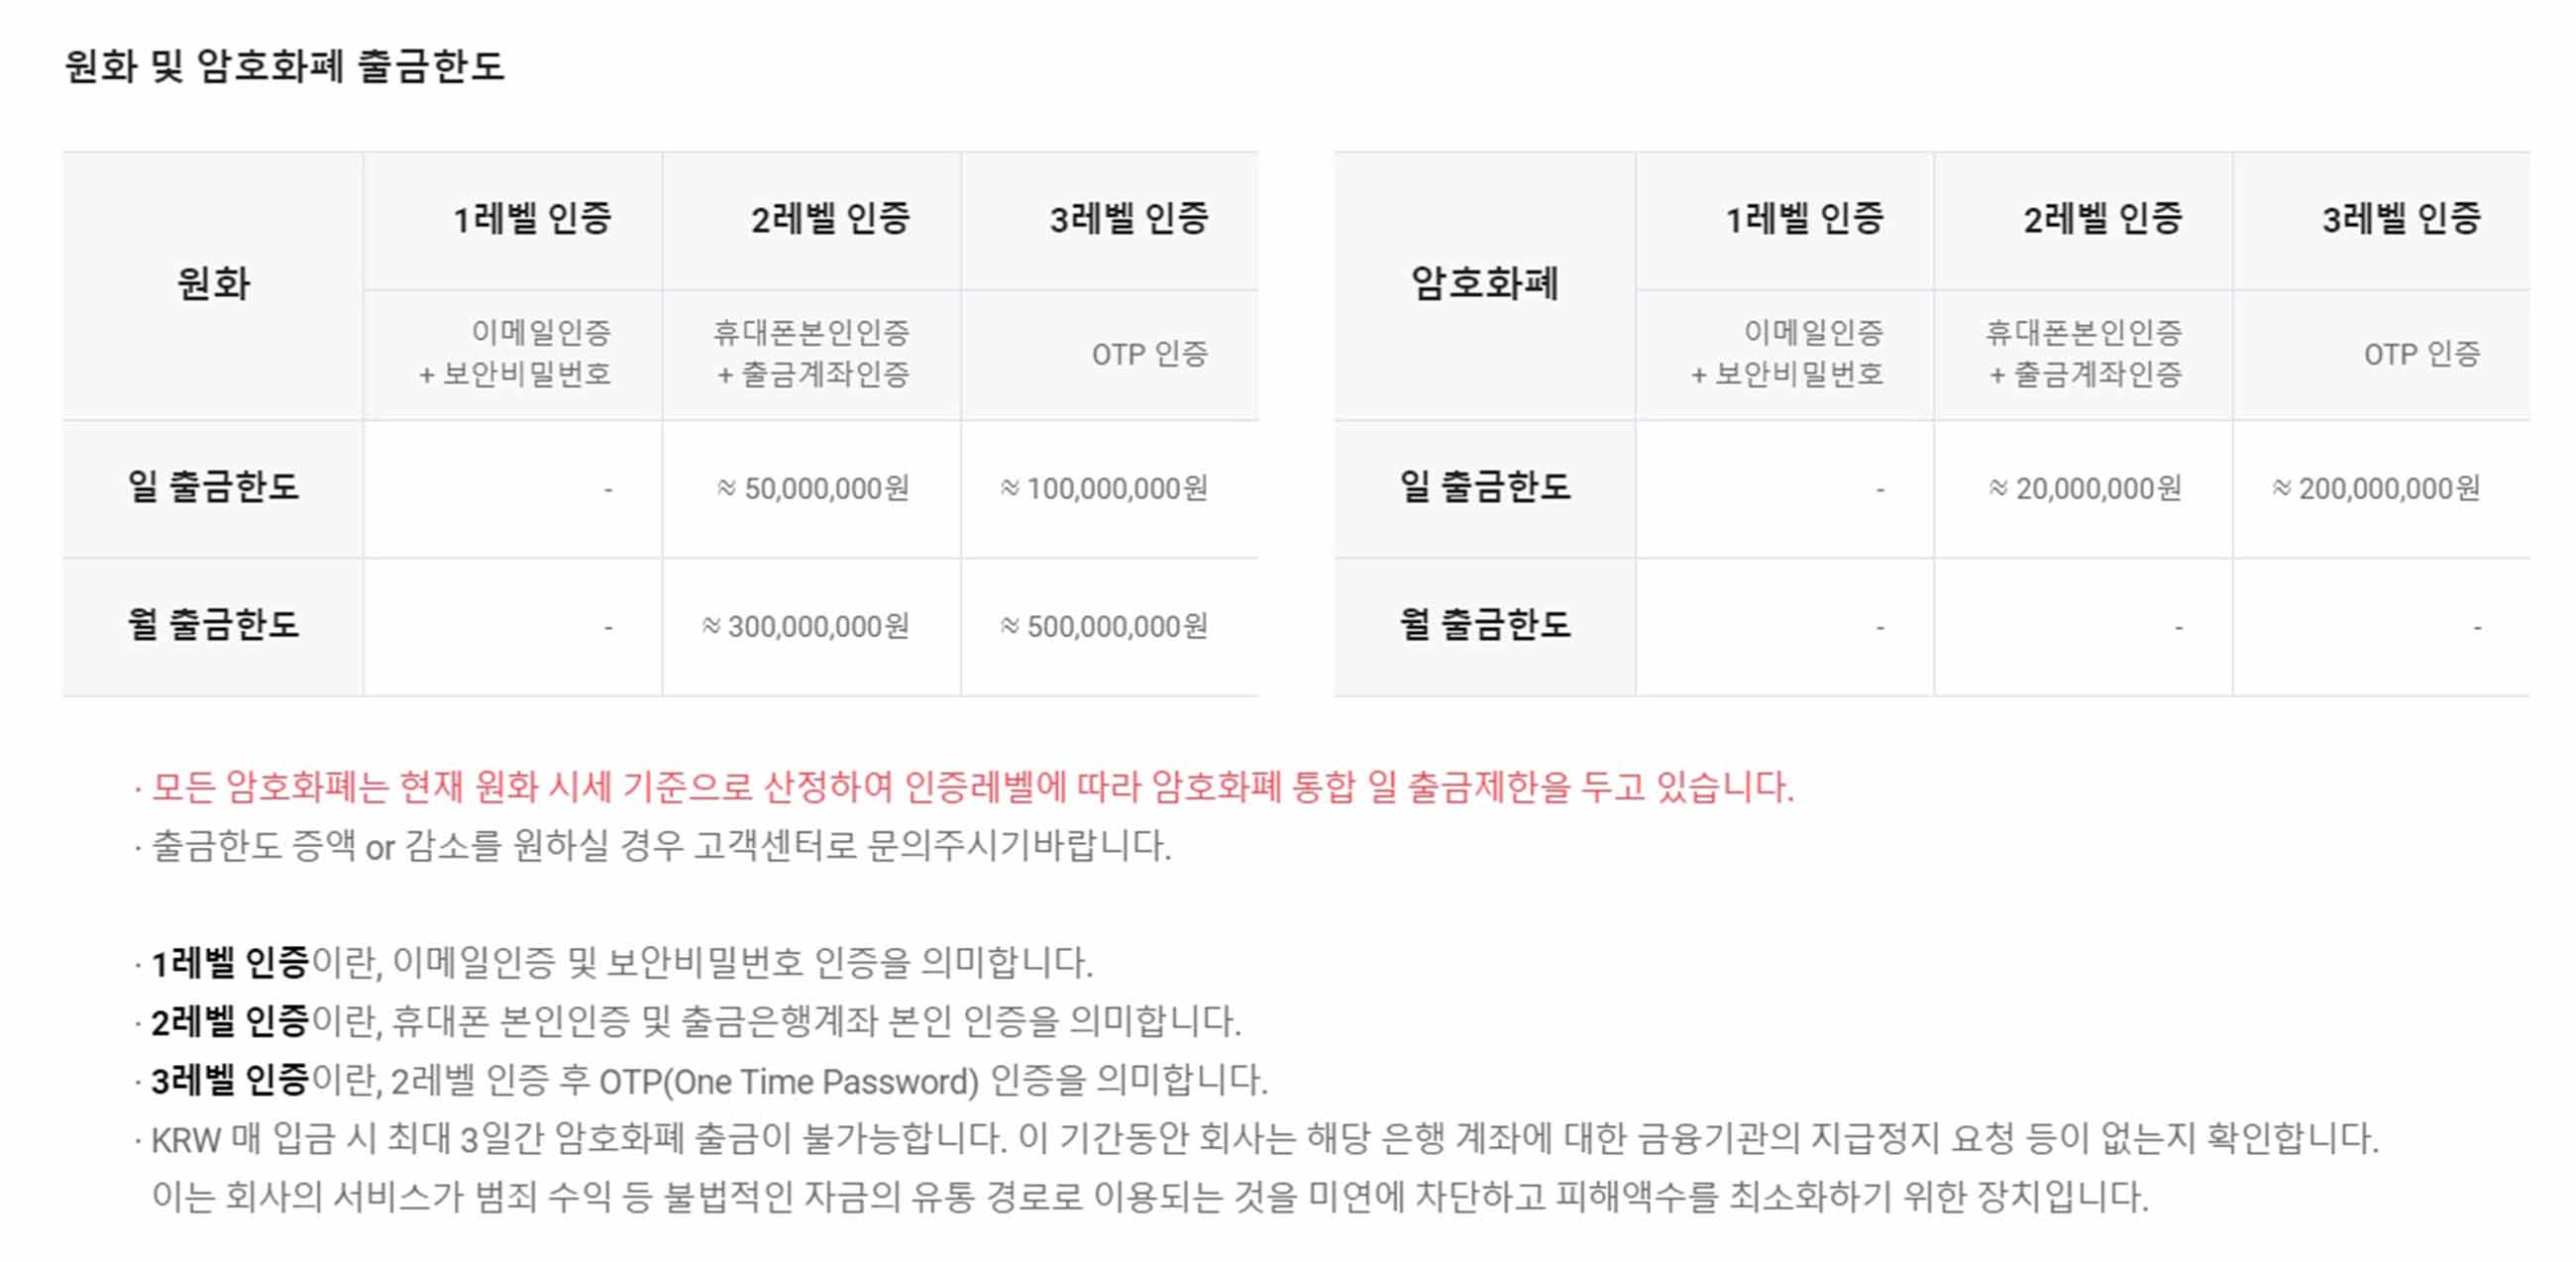 원화 및 암호화폐 출금한도
원화
1레벨 인증
2레벨 인증
3레벨 인증
이메일인증
+ 보안비밀번호
휴대폰본인인증
+ 출금계좌인증
OTP 인증
일 출금한도
-
≈ 50,000,000원
≈ 100,000,000원
월 출금한도
-
≈ 300,000,000원
≈ 500,000,000원
암호화폐
1레벨 인증
2레벨 인증
3레벨 인증
이메일인증
+ 보안비밀번호
휴대폰본인인증
+ 출금계좌인증
OTP 인증
일 출금한도
-
≈ 20,000,000원
≈ 200,000,000원
월 출금한도
-
-
-
· 모든 암호화폐는 현재 원화 시세 기준으로 산정하여 인증레벨에 따라 암호화폐 통합 일 출금제한을 두고 있습니다.
· 출금한도 증액 or 감소를 원하실 경우 고객센터로 문의주시기바랍니다.
· 1레벨 인증이란, 이메일인증 및 보안비밀번호 인증을 의미합니다.
· 2레벨 인증이란, 휴대폰 본인인증 및 출금은행계좌 본인 인증을 의미합니다.
· 3레벨 인증이란, 2레벨 인증 후 OTP(One Time Password) 인증을 의미합니다.
· KRW 매 입금 시 최대 3일간 암호화폐 출금이 불가능합니다. 이 기간동안 회사는 해당 은행 계좌에 대한 금융기관의 지급정지 요청 등이 없는지 확인합니다.
이는 회사의 서비스가 범죄 수익 등 불법적인 자금의 유통 경로로 이용되는 것을 미연에 차단하고 피해액수를 최소화하기 위한 장치입니다.